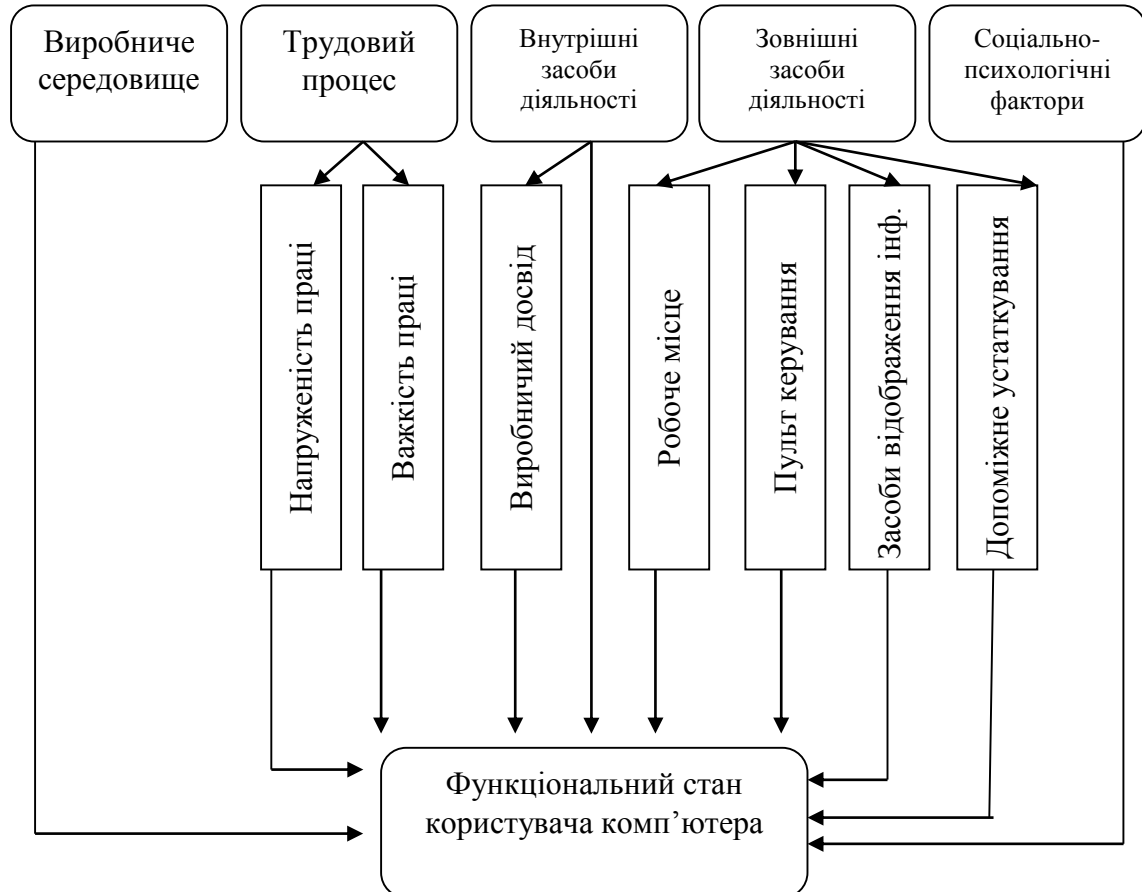 Виробниче
середовище
Трудовий
процес
Внутрішні
засоби
діяльності
Зовнішні
засоби
діяльності
Соціально-
психологічні
фактори
Напруженість праці
Важкість праці
Виробничий досвід
Робоче місце
Пульт керування
Засоби відображення інф.
Допоміжне устаткування
Функціональний стан
користувача комп’ютера